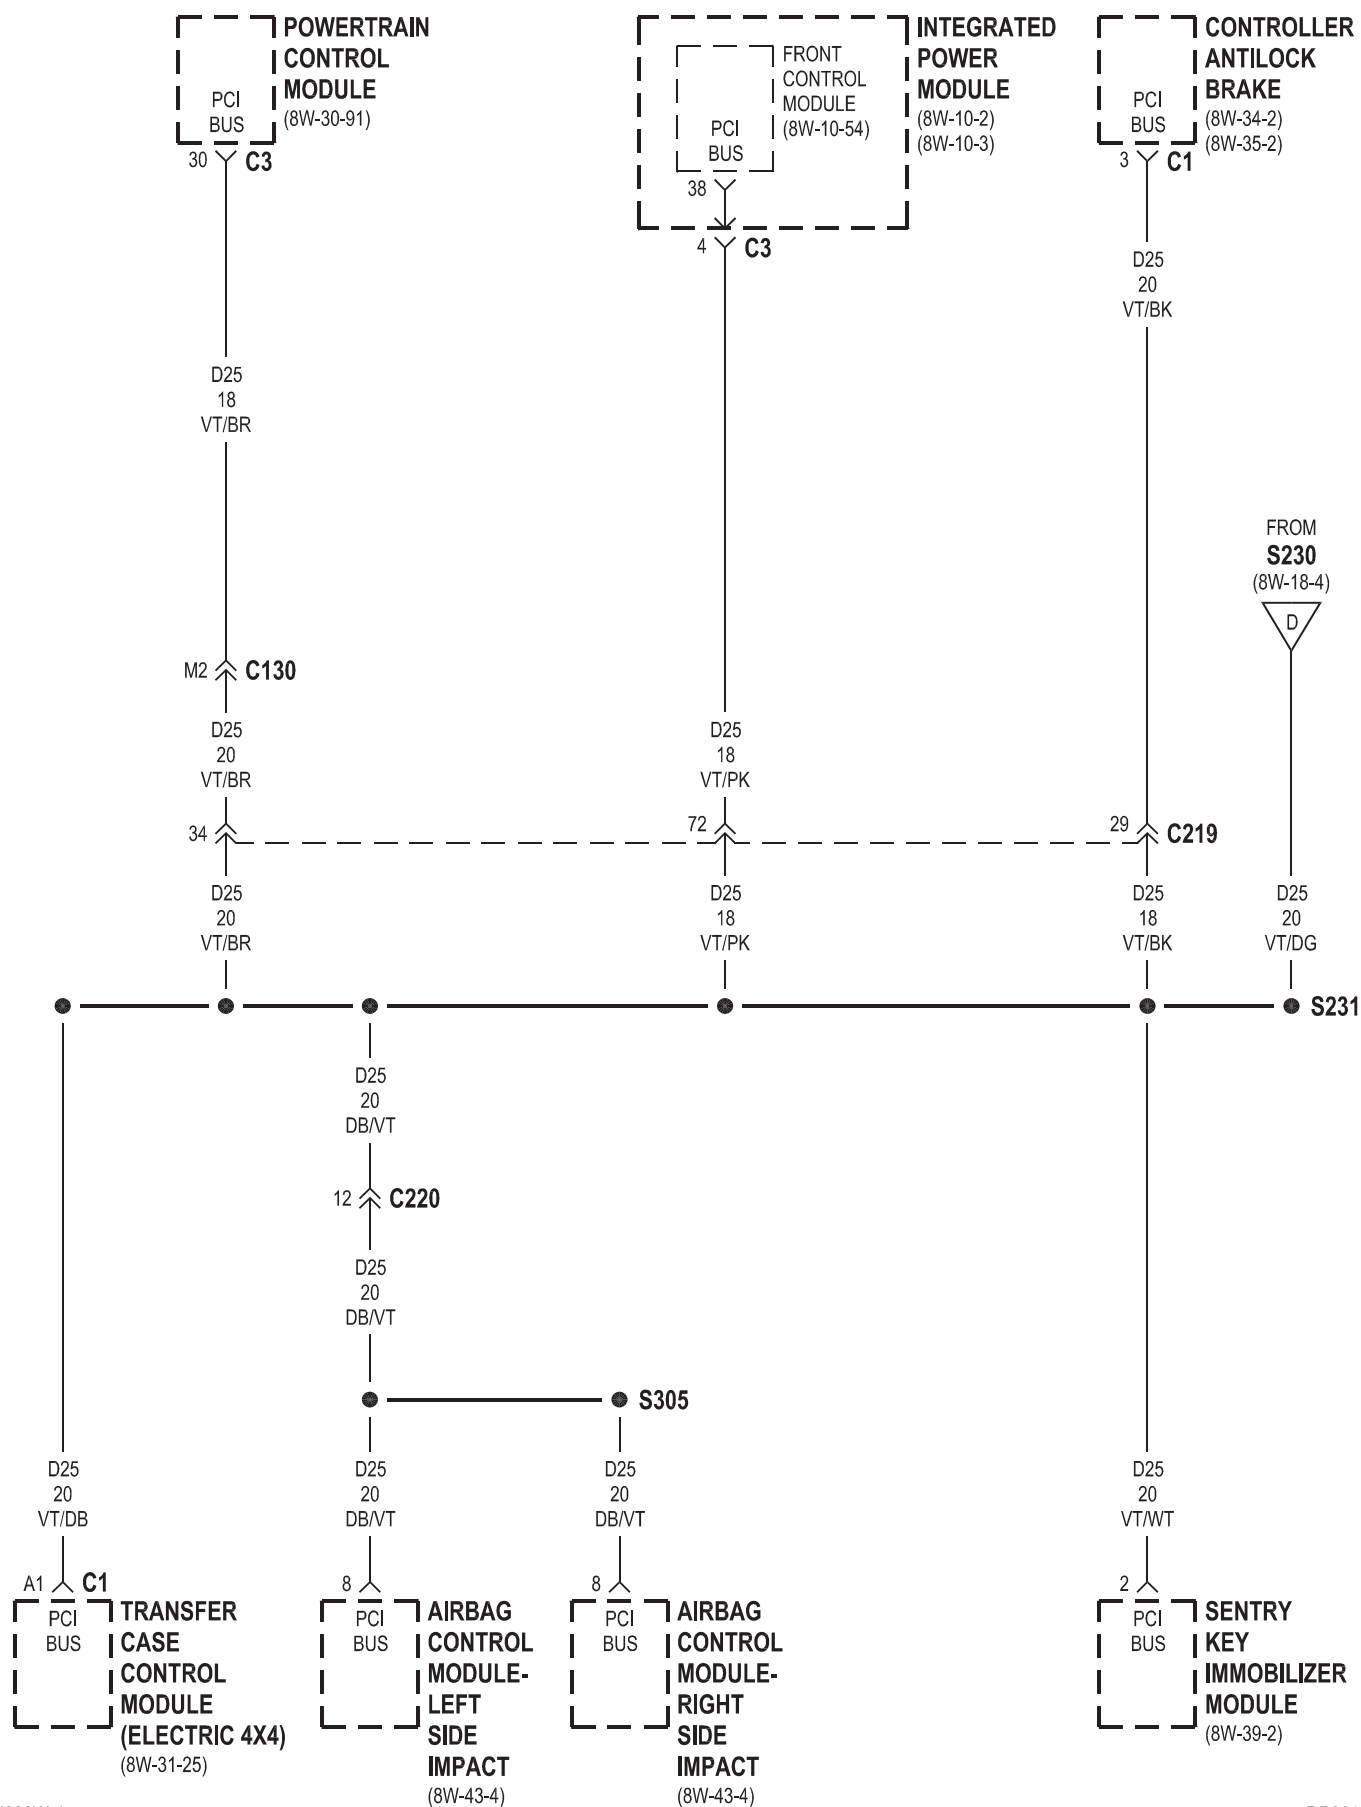 POWERTRAIN
CONTROL
MODULE
(8W-30-91)
PCI
BUS
30
C3
INTEGRATED
POWER
MODULE
(8W-10-2)
(8W-10-3)
FRONT
CONTROL
MODULE
(8W-10-54)
PCI
BUS
38
4
C3
CONTROLLER
ANTILOCK
BRAKE
(8W-34-2)
(8W-35-2)
PCI
BUS
3
C1
D25
20
VT/BK
D25
18
VT/BR
FROM
S230
(8W-18-4)
D
M2
C130
D25
20
VT/BR
D25
18
VT/PK
34
72
29
C219
D25
20
VT/BR
D25
18
VT/PK
D25
18
VT/BK
D25
20
VT/DG
S231
D25
20
DB/VT
12
C220
D25
20
DB/VT
S305
D25
20
VT/DB
D25
20
DB/VT
D25
20
DB/VT
D25
20
VT/WT
A1
C1
PCI
BUS
TRANSFER
CASE
CONTROL
MODULE
(ELECTRIC 4X4)
(8W-31-25)
8
PCI
BUS
AIRBAG
CONTROL
MODULE-
LEFT
SIDE
IMPACT
(8W-43-4)
8
PCI
BUS
AIRBAG
CONTROL
MODULE-
RIGHT
SIDE
IMPACT
(8W-43-4)
2
PCI
BUS
SENTRY
KEY
IMMOBILIZER
MODULE
(8W-39-2)